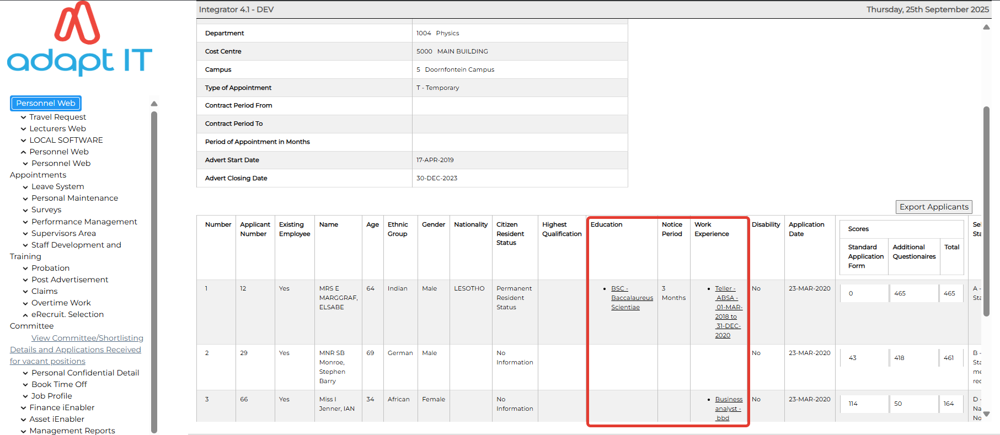 Integrator 4.1 - DEV
Thursday, 25th September 2025
adapt IT
Personnel Web
Travel Request
Lecturers Web
LOCAL SOFTWARE
Personnel Web
Personnel Web
Appointments
Leave System
Personal Maintenance
Surveys
Performance Management
Supervisors Area
Staff Development and
Training
Probation
Post Advertisement
Claims
Overtime Work
eRecruit. Selection
Committee
View Committee/Shortlisting
Details and Applications Received
for vacant positions
Personal Confidential Detail
Book Time Off
Job Profile
Finance iEnabler
Asset iEnabler
Management Reports
Department 1004 Physics
Cost Centre 5000 MAIN BUILDING
Campus 5 Doornfontein Campus
Type of Appointment T - Temporary
Contract Period From
Contract Period To
Period of Appointment in Months
Advert Start Date 17-APR-2019
Advert Closing Date 30-DEC-2023
Export Applicants
Number
Applicant
Number
Existing
Employee
Name
Age
Ethnic
Group
Gender
Nationality
Citizen
Resident
Status
Highest
Qualification
Education
Notice
Period
Work
Experience
Disability
Application
Date
Scores
Standard
Application
Form
Additional
Questionaires
Total
Sel
Sta
1
12
Yes
MRS E
MARGGRAF,
ELSABE
64
Indian
Male
LESOTHO
Permanent
Resident
Status
BSC -
Baccalaureus
Scientiae
3
Months
Teller -
ABSA -
01-MAR-
2018 to
31-DEC-
2020
No
23-MAR-2020
0
465
465
A -
Sta
2
29
Yes
MNR SB
Monroe,
Stephen
Barry
69
German
Male
No
Information
No
23-MAR-2020
43
418
461
B -
Sta
me
rec
3
66
Yes
Miss I
Jenner, IAN
34
African
Female
No
Information
Business
analyst -
bbd
No
23-MAR-2020
114
50
164
D -
Na
No